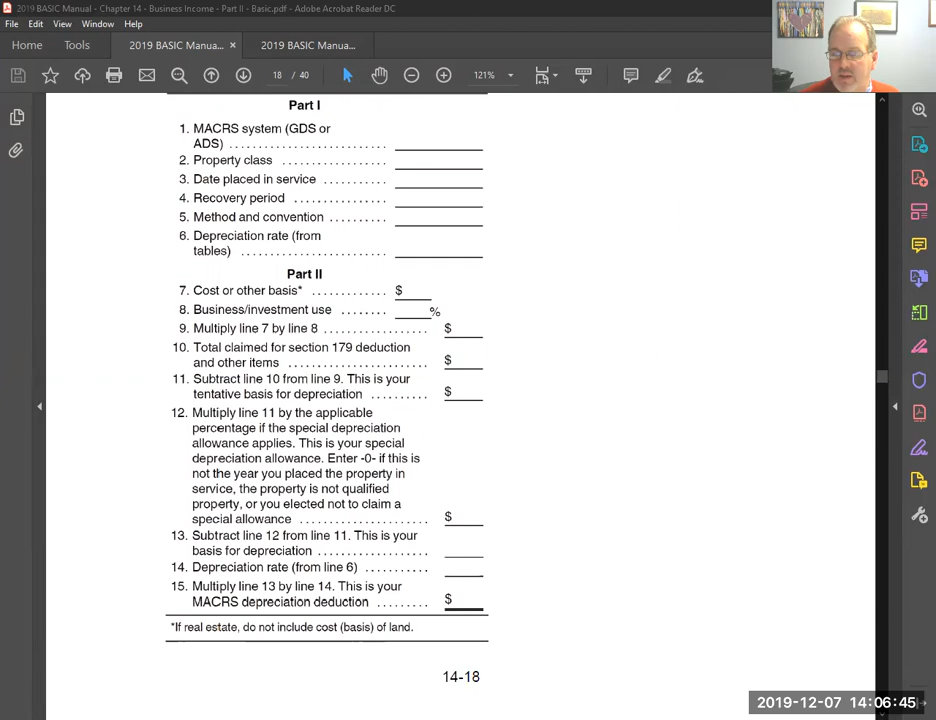 2019 BASIC Manual - Chapter 14 - Business Income - Part II - Basic.pdf - Adobe Acrobat Reader DC
File Edit View Window Help
Home Tools 2019 BASIC Manua... × 2019 BASIC Manua...
18 / 40 121%
Part I
1. MACRS system (GDS or
ADS) . . . . . . . . . . . . . . . . . . . . . . . . . .
2. Property class . . . . . . . . . . . . . . . . .
3. Date placed in service . . . . . . . . . . .
4. Recovery period . . . . . . . . . . . . . . . .
5. Method and convention . . . . . . . . . .
6. Depreciation rate (from
tables) . . . . . . . . . . . . . . . . . . . . . . . .
Part II
7. Cost or other basis* . . . . . . . . . . . . $
8. Business/investment use . . . . . . . . %
9. Multiply line 7 by line 8 . . . . . . . . . . . . . . . . . . $
10. Total claimed for section 179 deduction
and other items . . . . . . . . . . . . . . . . . . . . . . . $
11. Subtract line 10 from line 9. This is your
tentative basis for depreciation . . . . . . . . . . $
12. Multiply line 11 by the applicable
percentage if the special depreciation
allowance applies. This is your special
depreciation allowance. Enter -0- if this is
not the year you placed the property in
service, the property is not qualified
property, or you elected not to claim a
special allowance . . . . . . . . . . . . . . . . . . . . . $
13. Subtract line 12 from line 11. This is your
basis for depreciation . . . . . . . . . . . . . . . . . .
14. Depreciation rate (from line 6) . . . . . . . . . . .
15. Multiply line 13 by line 14. This is your
MACRS depreciation deduction . . . . . . . . . $
*If real estate, do not include cost (basis) of land.
14-18
2019-12-07 14:06:45